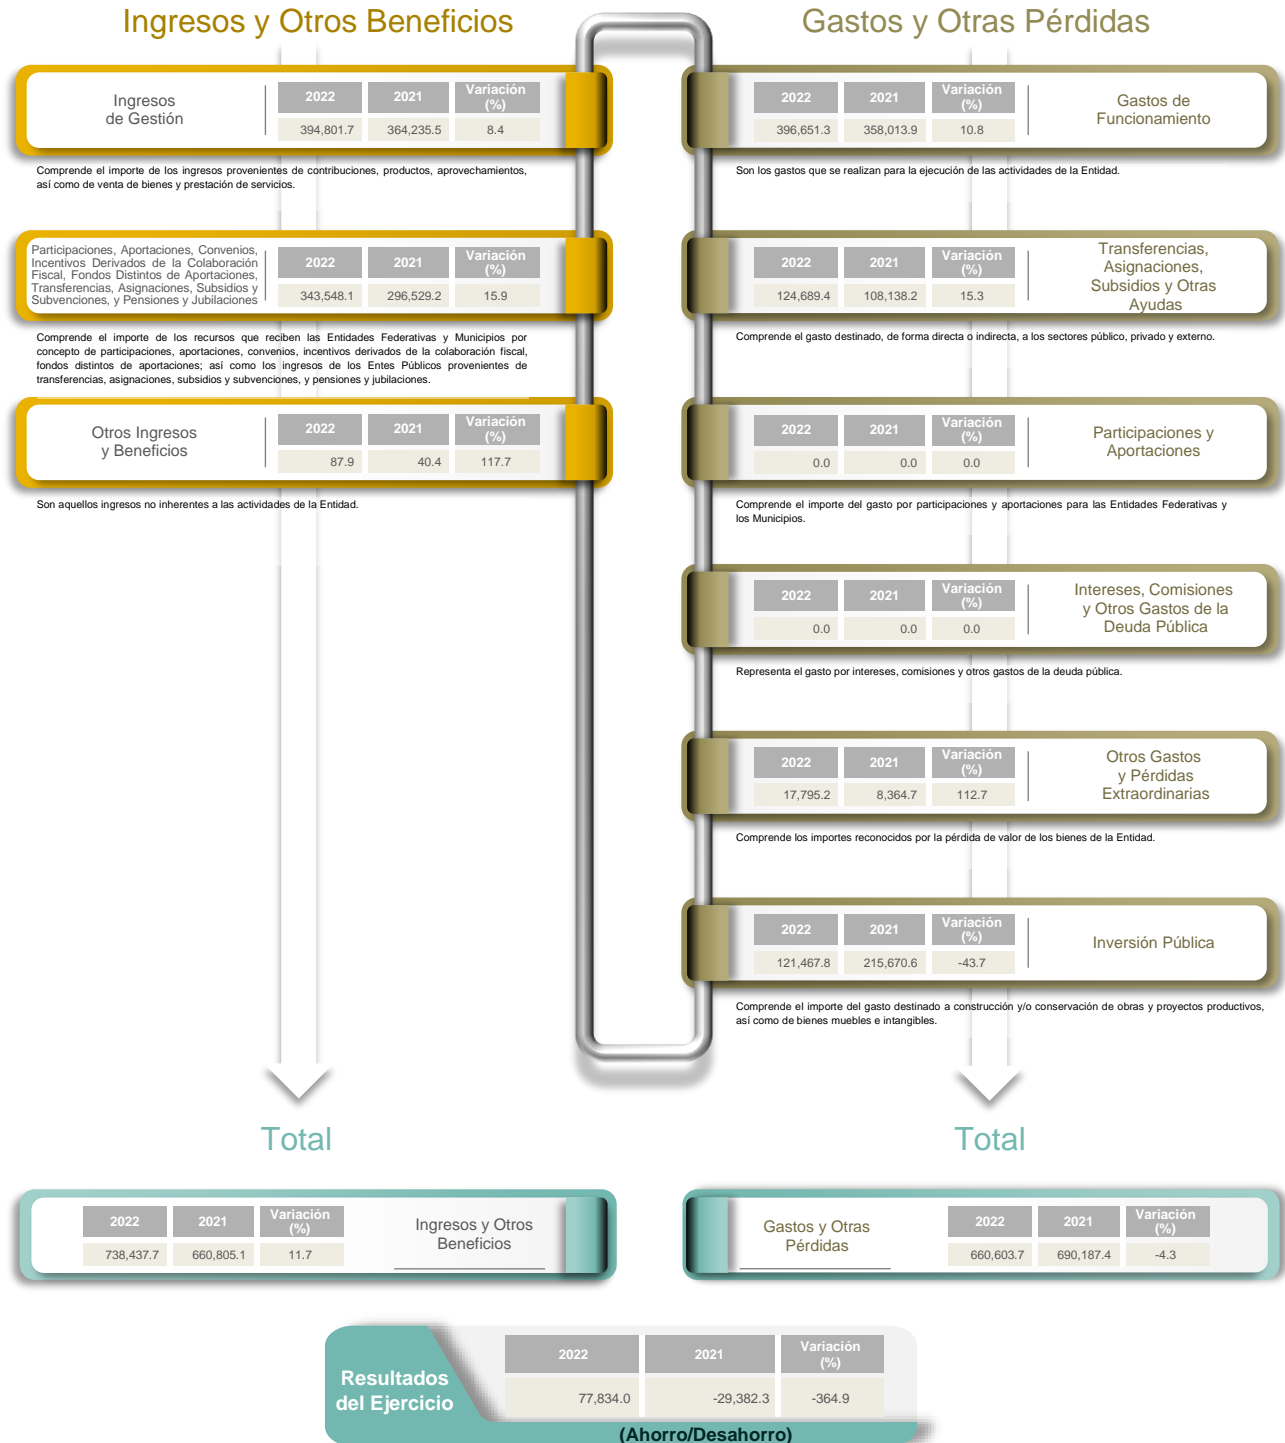 Ingresos y Otros Beneficios
Ingresos
de Gestión
2022 2021 Variación (%)
394,801.7 364,235.5 8.4
Comprende el importe de los ingresos provenientes de contribuciones, productos, aprovechamientos,
así como de venta de bienes y prestación de servicios.
Participaciones, Aportaciones, Convenios,
Incentivos Derivados de la Colaboración
Fiscal, Fondos Distintos de Aportaciones,
Transferencias, Asignaciones, Subsidios y
Subvenciones, y Pensiones y Jubilaciones
2022 2021 Variación (%)
343,548.1 296,529.2 15.9
Comprende el importe de los recursos que reciben las Entidades Federativas y Municipios por
concepto de participaciones, aportaciones, convenios, incentivos derivados de la colaboración fiscal,
fondos distintos de aportaciones; así como los ingresos de los Entes Públicos provenientes de
transferencias, asignaciones, subsidios y subvenciones, y pensiones y jubilaciones.
Otros Ingresos
y Beneficios
2022 2021 Variación (%)
87.9 40.4 117.7
Son aquellos ingresos no inherentes a las actividades de la Entidad.
Gastos y Otras Pérdidas
2022 2021 Variación (%)
396,651.3 358,013.9 10.8
Gastos de
Funcionamiento
Son los gastos que se realizan para la ejecución de las actividades de la Entidad.
2022 2021 Variación (%)
124,689.4 108,138.2 15.3
Transferencias,
Asignaciones,
Subsidios y Otras
Ayudas
Comprende el gasto destinado, de forma directa o indirecta, a los sectores público, privado y externo.
2022 2021 Variación (%)
0.0 0.0 0.0
Participaciones y
Aportaciones
Comprende el importe del gasto por participaciones y aportaciones para las Entidades Federativas y
los Municipios.
2022 2021 Variación (%)
0.0 0.0 0.0
Intereses, Comisiones
y Otros Gastos de la
Deuda Pública
Representa el gasto por intereses, comisiones y otros gastos de la deuda pública.
2022 2021 Variación (%)
17,795.2 8,364.7 112.7
Otros Gastos
y Pérdidas
Extraordinarias
Comprende los importes reconocidos por la pérdida de valor de los bienes de la Entidad.
2022 2021 Variación (%)
121,467.8 215,670.6 -43.7
Inversión Pública
Comprende el importe del gasto destinado a construcción y/o conservación de obras y proyectos productivos,
así como de bienes muebles e intangibles.
Total
2022 2021 Variación (%)
738,437.7 660,805.1 11.7
Ingresos y Otros
Beneficios
Total
Gastos y Otras
Pérdidas
2022 2021 Variación (%)
660,603.7 690,187.4 -4.3
Resultados
del Ejercicio
2022 2021 Variación (%)
77,834.0 -29,382.3 -364.9
(Ahorro/Desahorro)